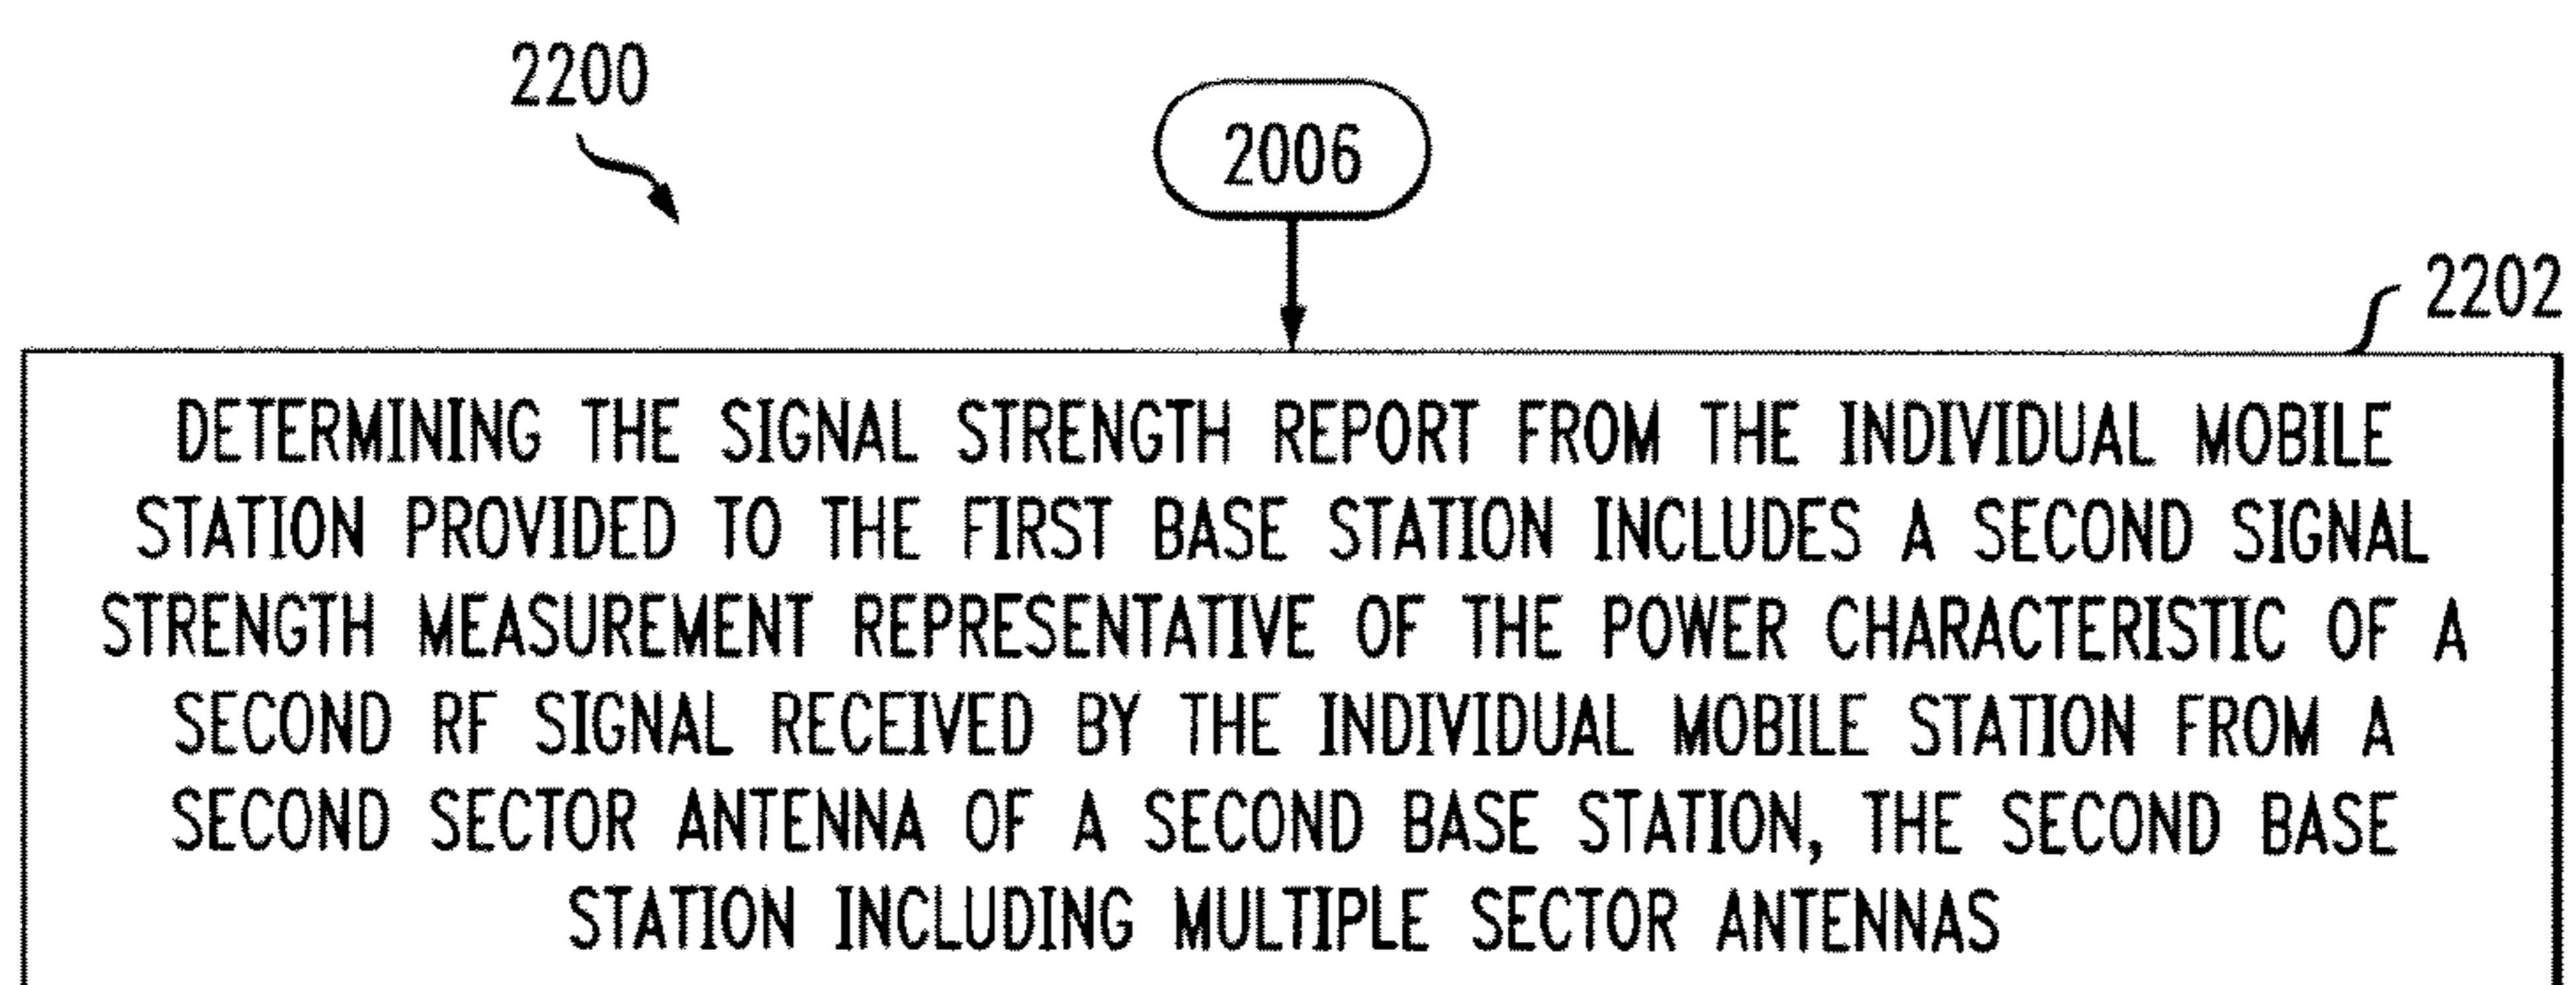 2200
2006
2202
DETERMINING THE SIGNAL STRENGTH REPORT FROM THE INDIVIDUAL MOBILE
STATION PROVIDED TO THE FIRST BASE STATION INCLUDES A SECOND SIGNAL
STRENGTH MEASUREMENT REPRESENTATIVE OF THE POWER CHARACTERISTIC OF A
SECOND RF SIGNAL RECEIVED BY THE INDIVIDUAL MOBILE STATION FROM A
SECOND SECTOR ANTENNA OF A SECOND BASE STATION, THE SECOND BASE
STATION INCLUDING MULTIPLE SECTOR ANTENNAS